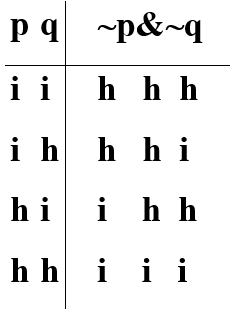 p q ~p&~q
i i h h h
i h h h i
h i i h h
h h i i i